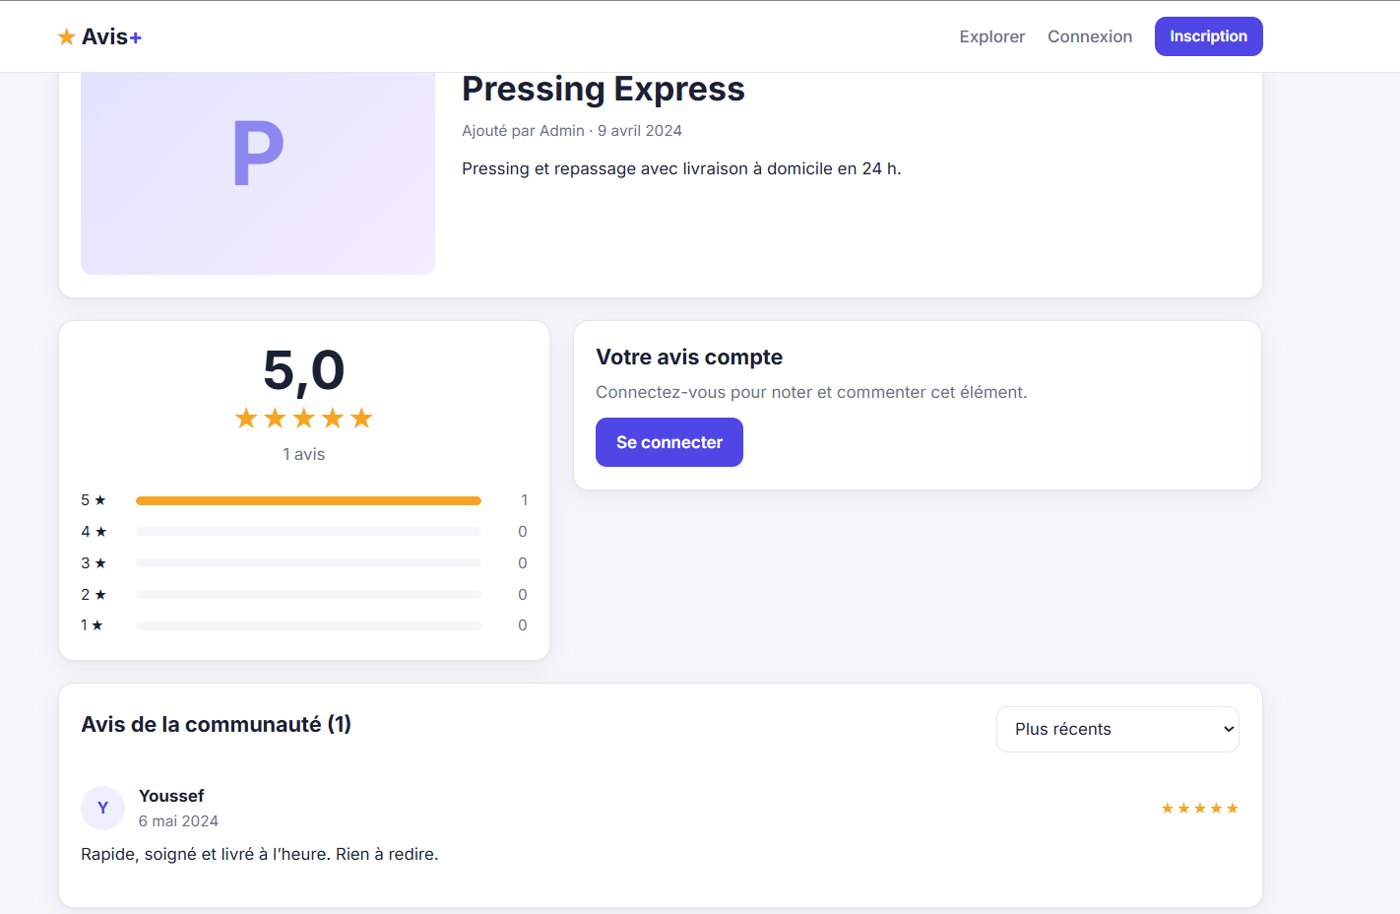 ★ Avis+
Explorer Connexion Inscription
P
Pressing Express
Ajouté par Admin · 9 avril 2024
Pressing et repassage avec livraison à domicile en 24 h.
5,0
★★★★★
1 avis
5 ★ 1
4 ★ 0
3 ★ 0
2 ★ 0
1 ★ 0
Votre avis compte
Connectez-vous pour noter et commenter cet élément.
Se connecter
Avis de la communauté (1)
Plus récents
Y
Youssef
6 mai 2024
★★★★★
Rapide, soigné et livré à l’heure. Rien à redire.